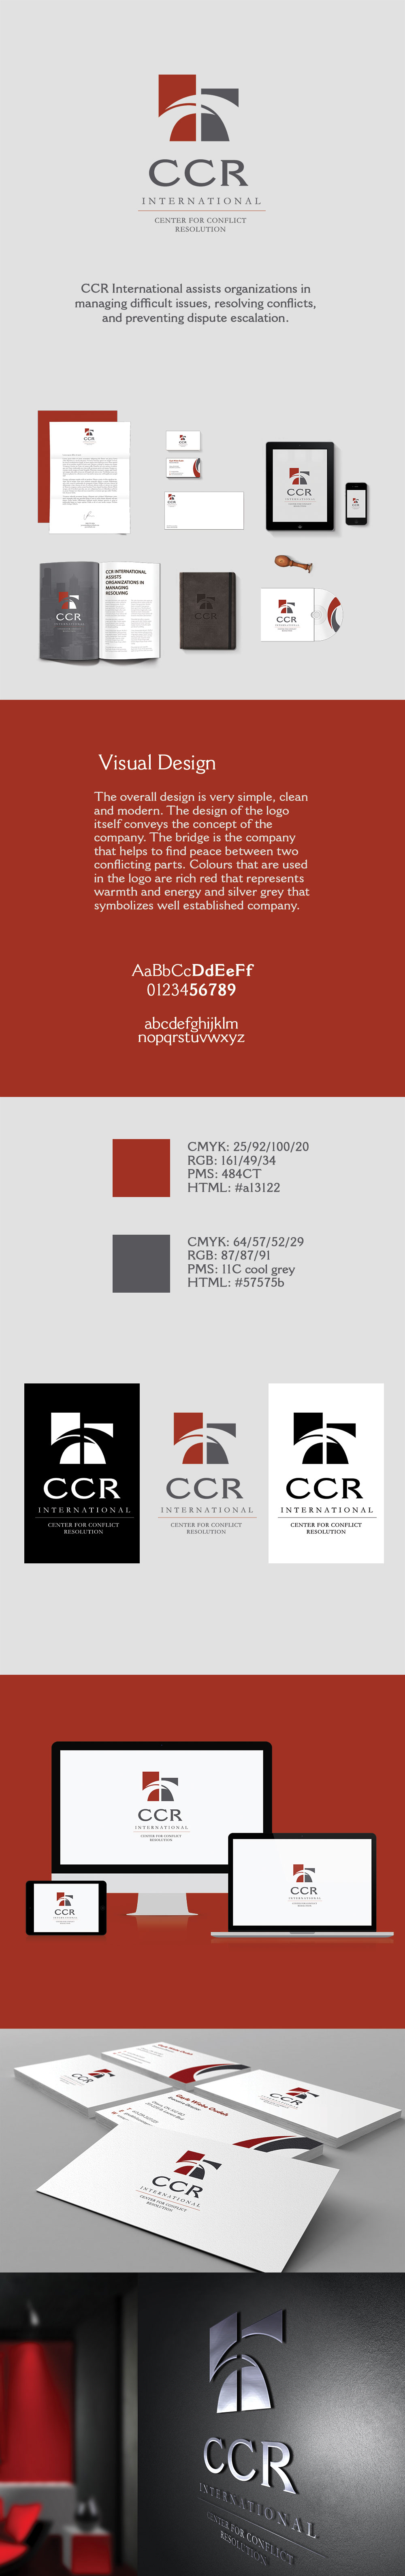 CCR
INTERNATIONAL
CENTER FOR CONFLICT
RESOLUTION
CCR International assists organizations in
managing difficult issues, resolving conflicts,
and preventing dispute escalation.
CCR
CCR
CCR
CCR INTERNATIONAL
ASSISTS
ORGANIZATIONS IN
MANAGING
RESOLVING
CCR
CCR
CCR
Visual Design
The overall design is very simple, clean
and modern. The design of the logo
itself conveys the concept of the
company. The bridge is the company
that helps to find peace between two
conflicting parts. Colours that are used
in the logo are rich red that represents
warmth and energy and silver grey that
symbolizes well established company.
AaBbCcDdEeFf
0123456789
abcdefghijklm
nopqrstuvwxyz
CMYK: 25/92/100/20
RGB: 161/49/34
PMS: 484CT
HTML: #a13122
CMYK: 64/57/52/29
RGB: 87/87/91
PMS: 11C cool grey
HTML: #57575b
CCR
INTERNATIONAL
CENTER FOR CONFLICT
RESOLUTION
CCR
INTERNATIONAL
CENTER FOR CONFLICT
RESOLUTION
CCR
INTERNATIONAL
CENTER FOR CONFLICT
RESOLUTION
CCR
INTERNATIONAL
CENTER FOR CONFLICT
RESOLUTION
CCR
INTERNATIONAL
CCR
INTERNATIONAL
CCR
CCR
CCR
INTERNATIONAL
CENTER FOR CONFLICT
RESOLUTION
CCR
INTERNATIONAL
CENTER FOR CONFLICT
RESOLUTION